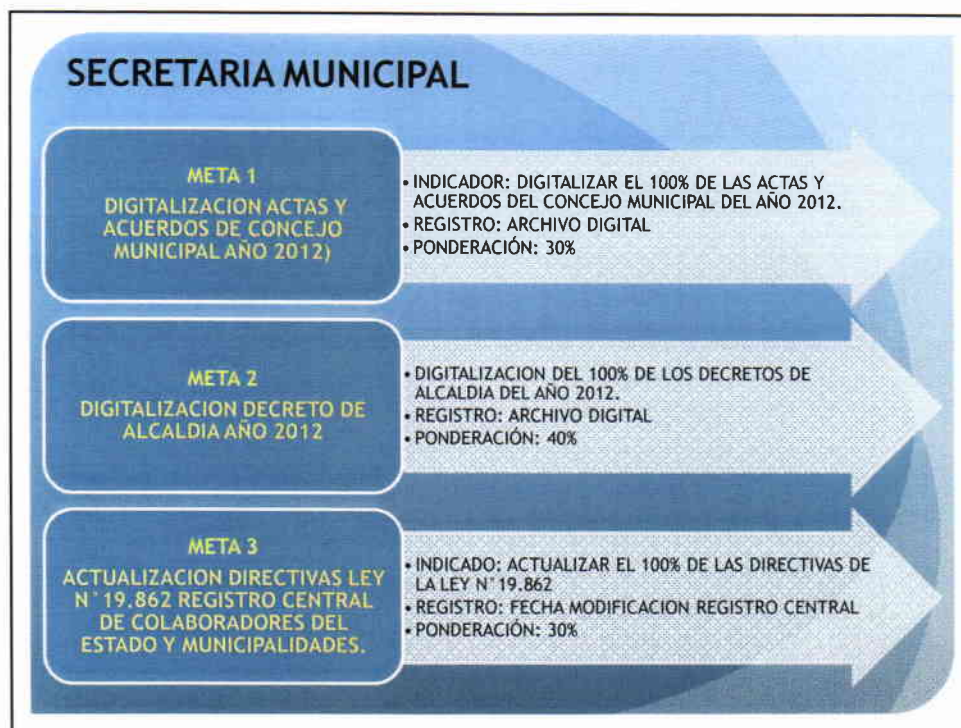 SECRETARIA MUNICIPAL
META 1
DIGITALIZACION ACTAS Y
ACUERDOS DE CONCEJO
MUNICIPAL AÑO 2012)
• INDICADOR: DIGITALIZAR EL 100% DE LAS ACTAS Y
ACUERDOS DEL CONCEJO MUNICIPAL DEL AÑO 2012.
• REGISTRO: ARCHIVO DIGITAL
• PONDERACIÓN: 30%
META 2
DIGITALIZACION DECRETO DE
ALCALDIA AÑO 2012
• DIGITALIZACION DEL 100% DE LOS DECRETOS DE
ALCALDIA DEL AÑO 2012.
• REGISTRO: ARCHIVO DIGITAL
• PONDERACIÓN: 40%
META 3
ACTUALIZACION DIRECTIVAS LEY
N°19.862 REGISTRO CENTRAL
DE COLABORADORES DEL
ESTADO Y MUNICIPALIDADES.
• INDICADO: ACTUALIZAR EL 100% DE LAS DIRECTIVAS DE
LA LEY N°19.862
• REGISTRO: FECHA MODIFICACION REGISTRO CENTRAL
• PONDERACIÓN: 30%